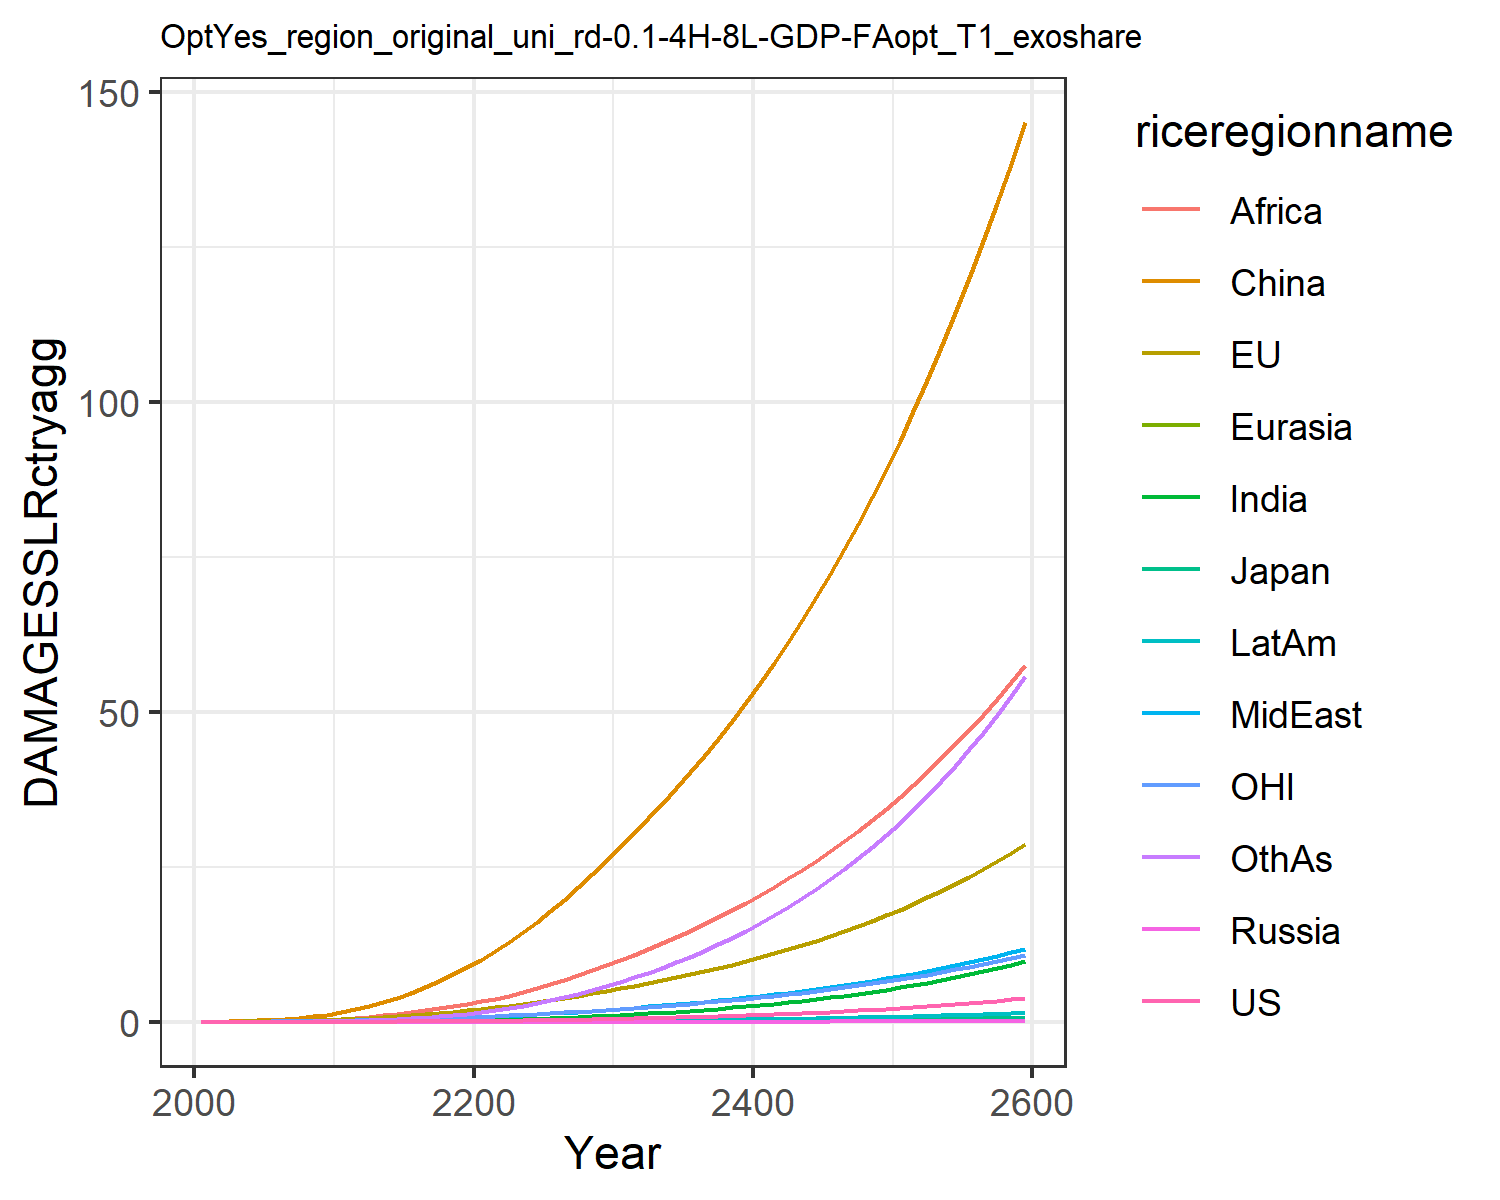 OptYes_region_original_uni_rd-0.1-4H-8L-GDP-FAopt_T1_exoshare
150
100
50
0
DAMAGESSLRctryagg
2000
2200
2400
2600
Year
riceregionname
Africa
China
EU
Eurasia
India
Japan
LatAm
MidEast
OHI
OthAs
Russia
US